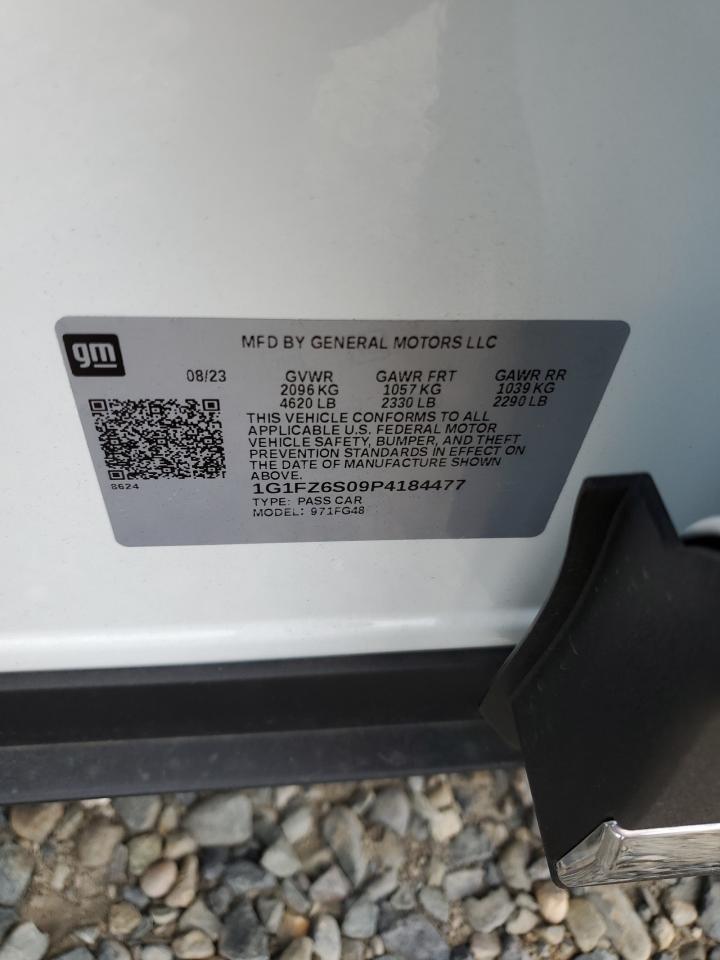 gm
MFD BY GENERAL MOTORS LLC
08/23 GVWR GAWR FRT GAWR RR
2096 KG 1057 KG 1039 KG
4620 LB 2330 LB 2290 LB
THIS VEHICLE CONFORMS TO ALL
APPLICABLE U.S. FEDERAL MOTOR
VEHICLE SAFETY, BUMPER, AND THEFT
PREVENTION STANDARDS IN EFFECT ON
THE DATE OF MANUFACTURE SHOWN
ABOVE.
8624
1G1FZ6S09P4184477
TYPE: PASS CAR
MODEL: 971FG48